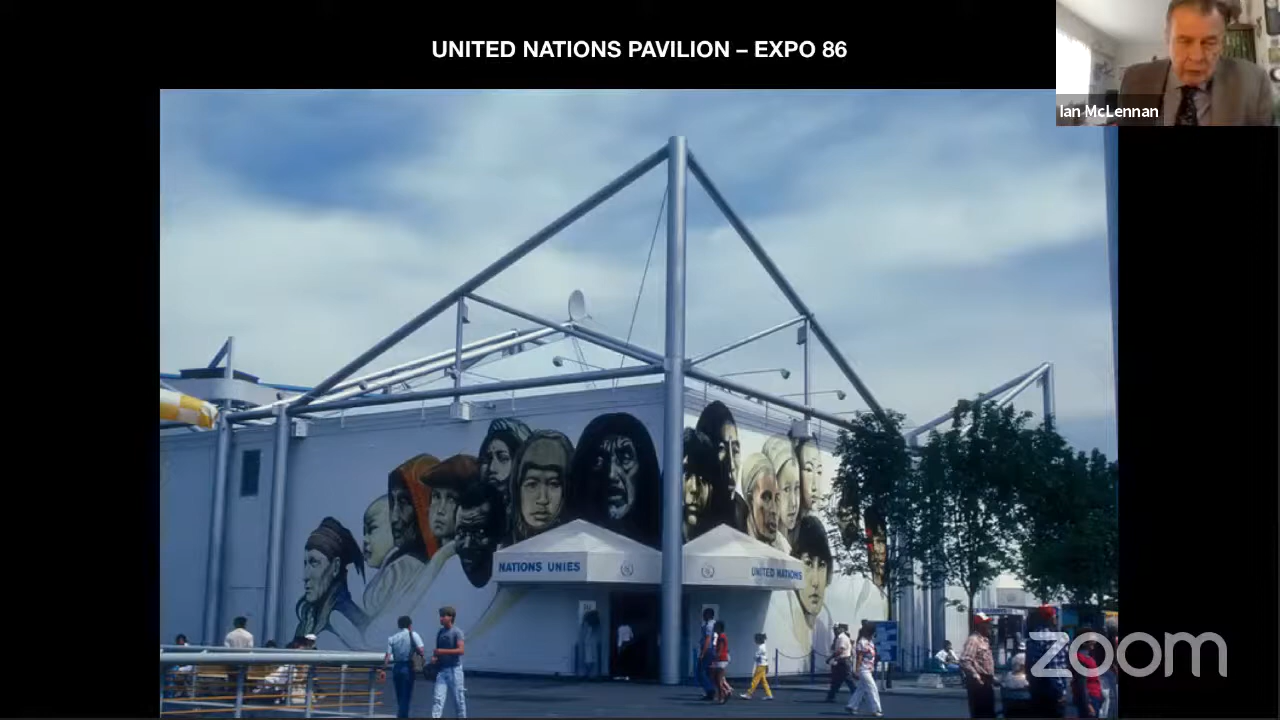 UNITED NATIONS PAVILION – EXPO 86
Ian McLennan
NATIONS UNIES
UNITED NATIONS
zoom